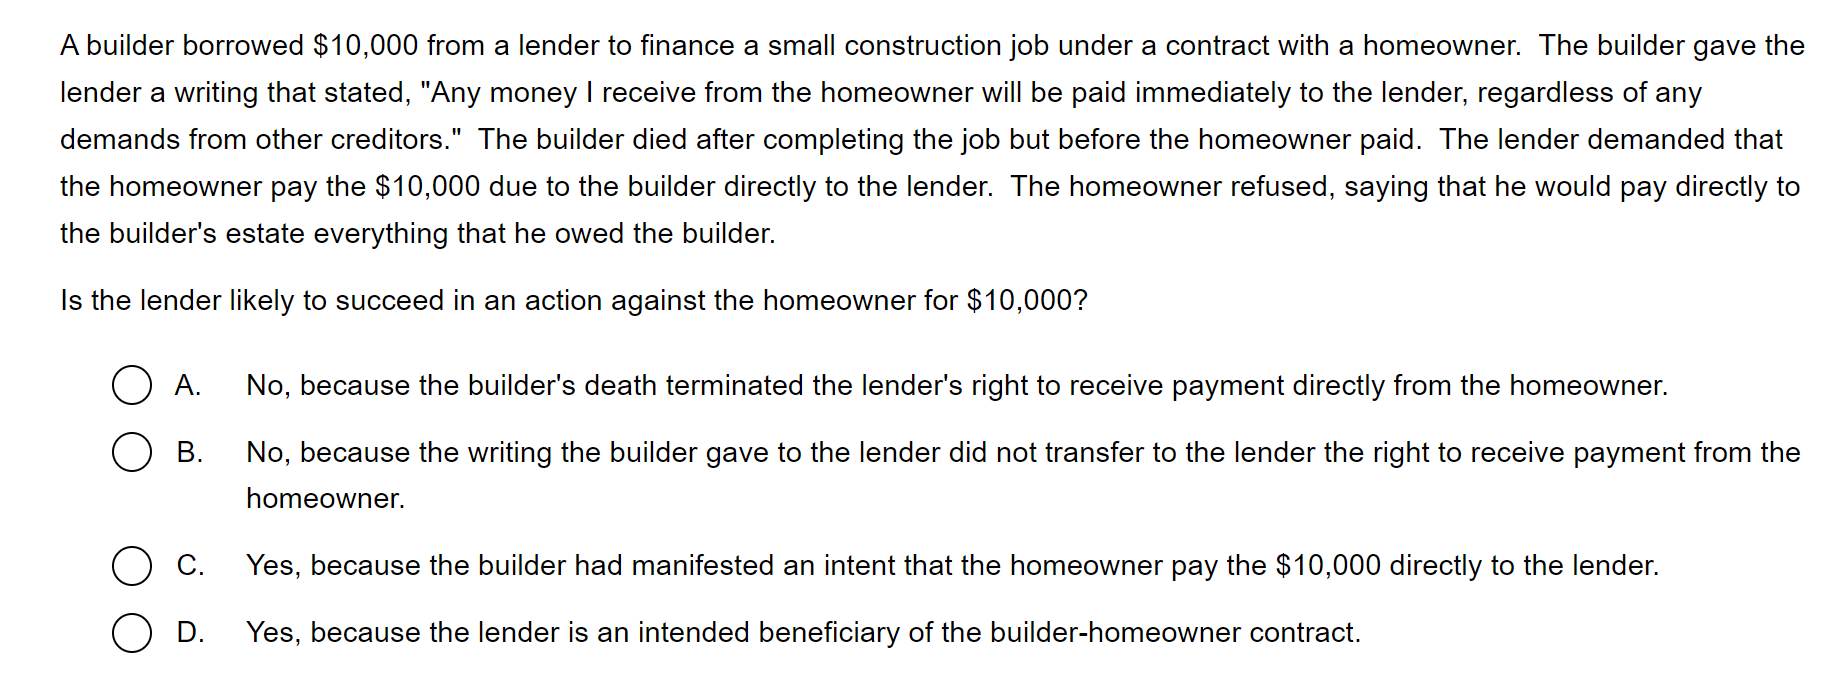 A builder borrowed $10,000 from a lender to finance a small construction job under a contract with a homeowner.  The builder gave the
lender a writing that stated, "Any money I receive from the homeowner will be paid immediately to the lender, regardless of any
demands from other creditors."  The builder died after completing the job but before the homeowner paid.  The lender demanded that
the homeowner pay the $10,000 due to the builder directly to the lender.  The homeowner refused, saying that he would pay directly to
the builder's estate everything that he owed the builder.
Is the lender likely to succeed in an action against the homeowner for $10,000?
A. No, because the builder's death terminated the lender's right to receive payment directly from the homeowner.
B. No, because the writing the builder gave to the lender did not transfer to the lender the right to receive payment from the
homeowner.
C. Yes, because the builder had manifested an intent that the homeowner pay the $10,000 directly to the lender.
D. Yes, because the lender is an intended beneficiary of the builder-homeowner contract.